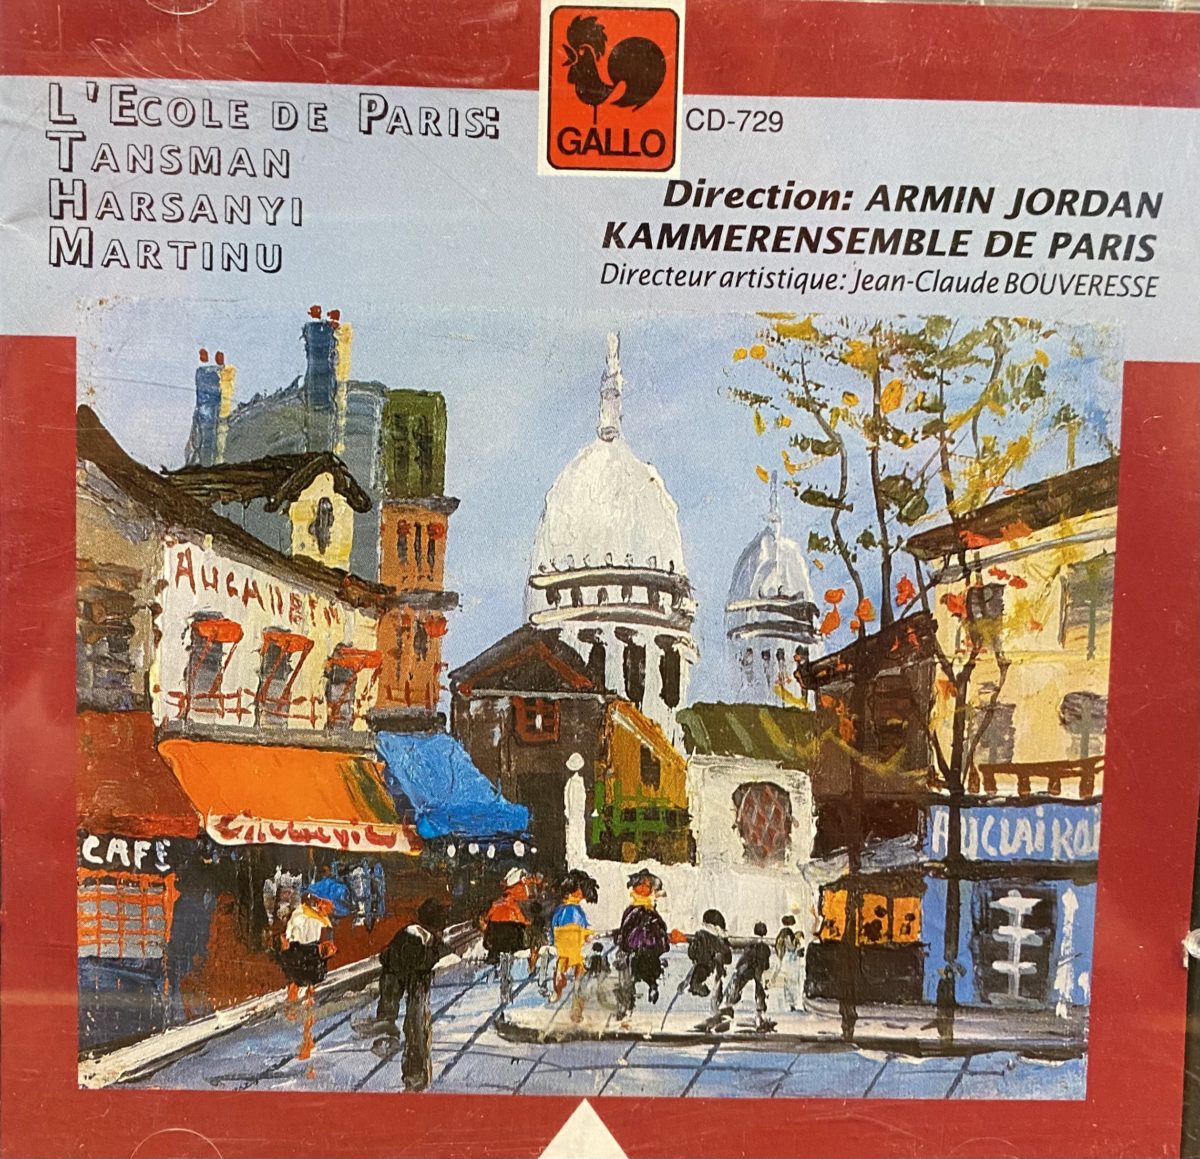 L'ECOLE DE PARIS:
TANSMAN
HARSANYI
MARTINU
GALLO
CD-729
Direction: ARMIN JORDAN
KAMMERENSEMBLE DE PARIS
Directeur artistique: Jean-Claude BOUVERESSE
CAFE